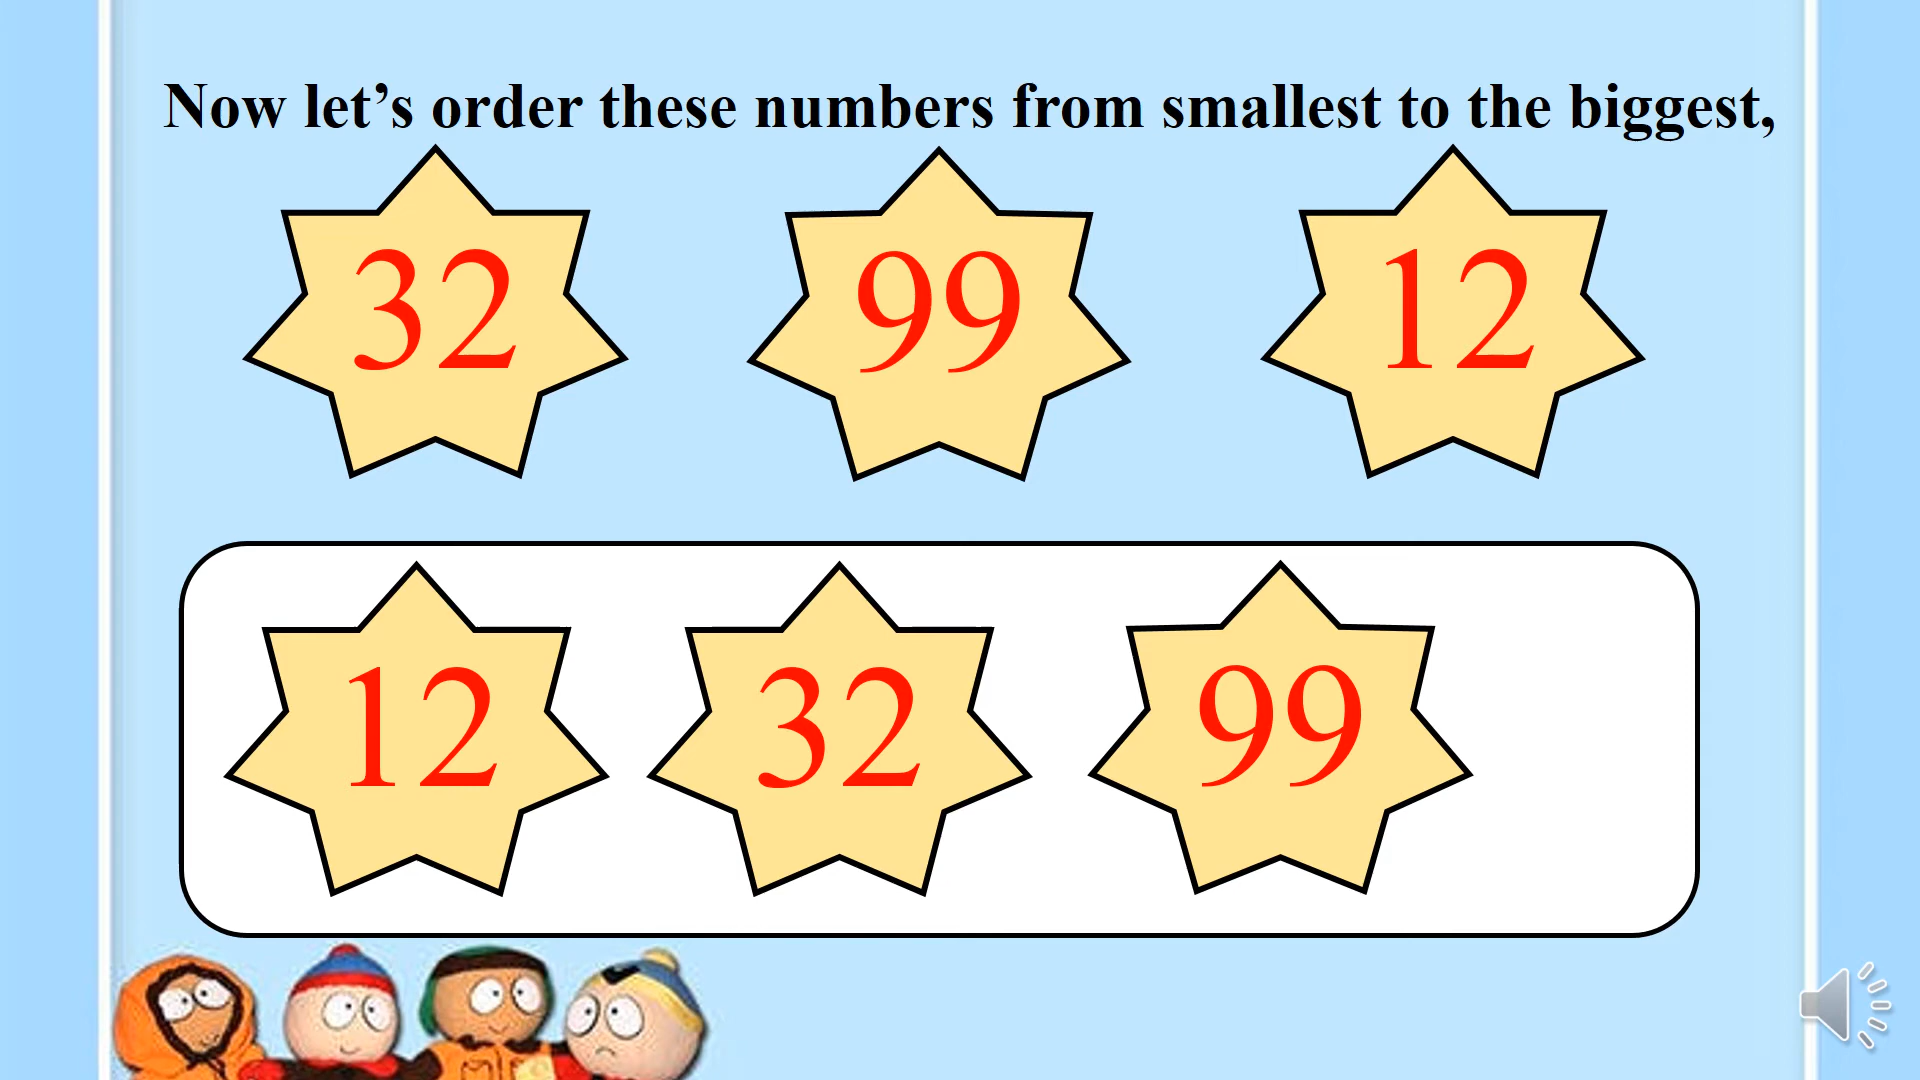 Now let’s order these numbers from smallest to the biggest,
32 99 12
12 32 99